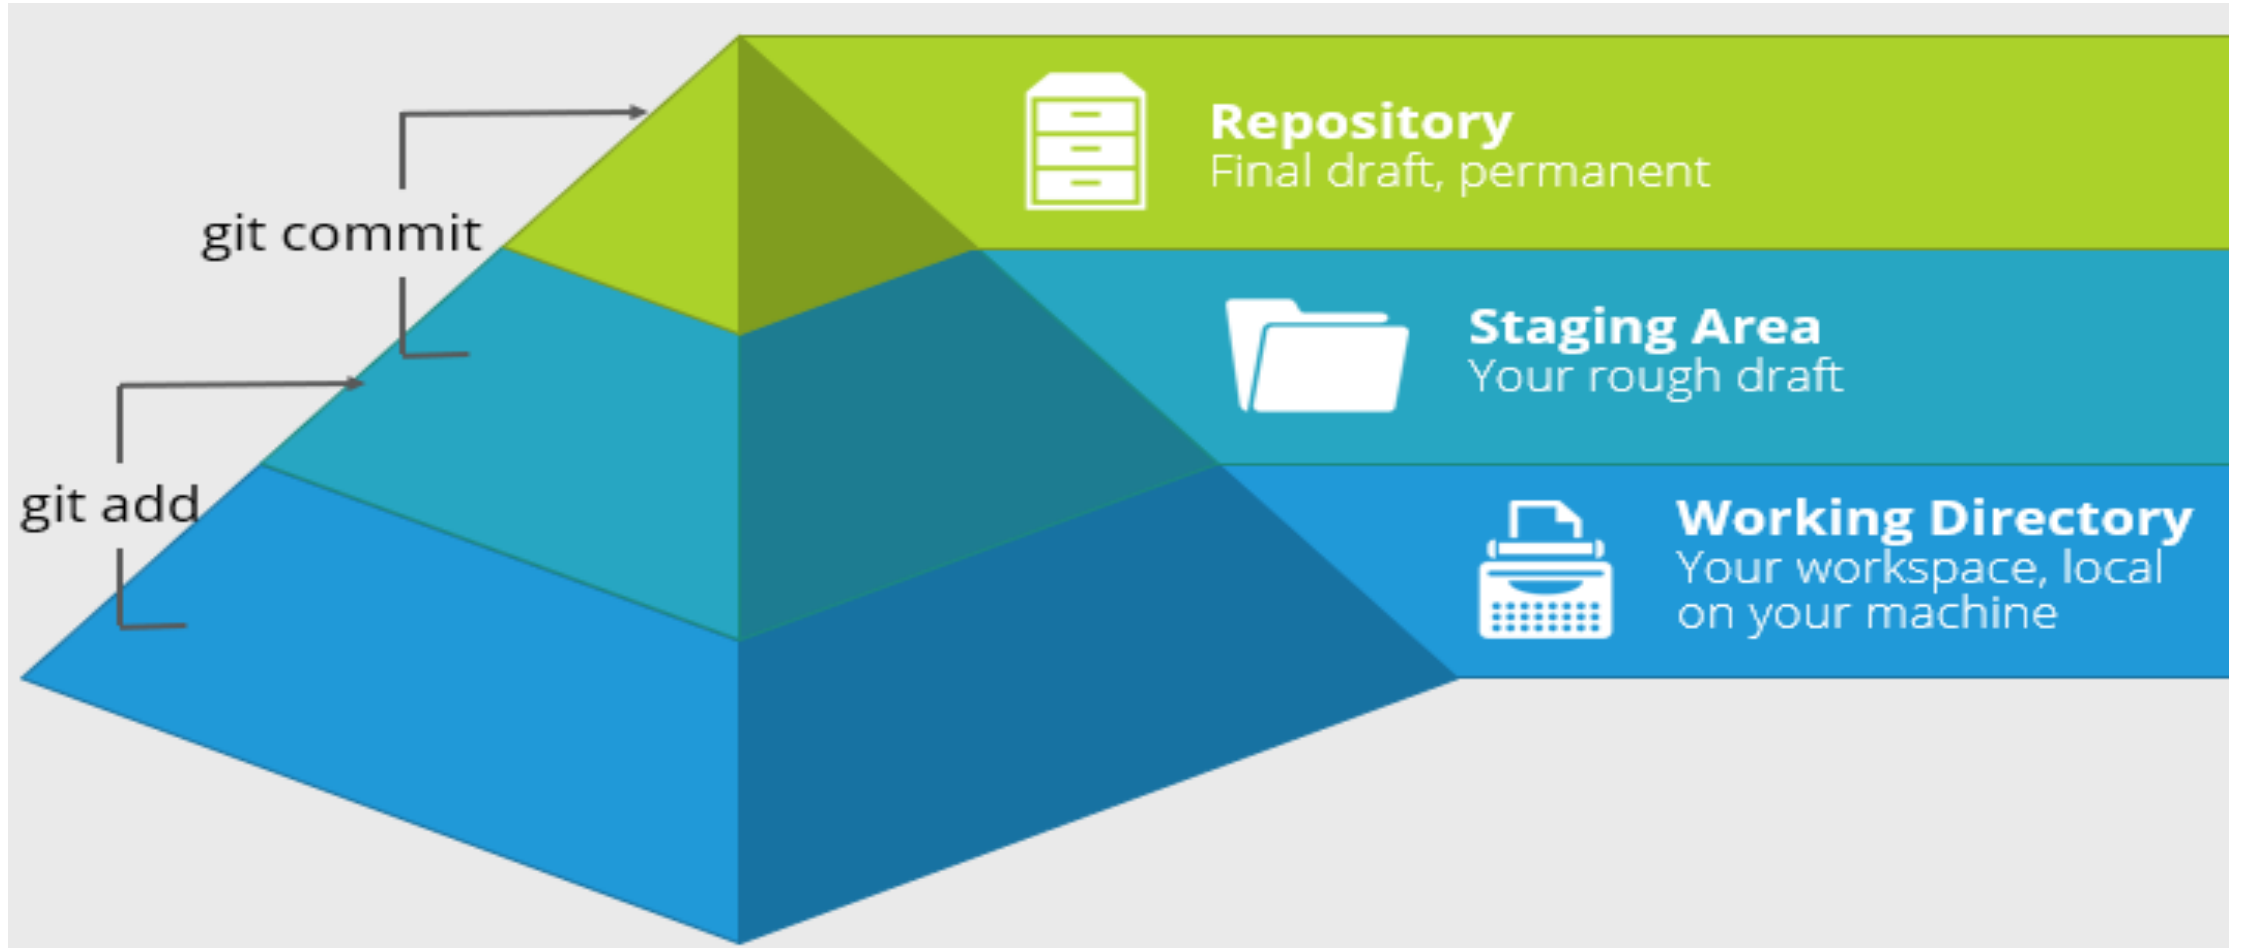 Repository
Final draft, permanent
git commit
Staging Area
Your rough draft
git add
Working Directory
Your workspace, local
on your machine